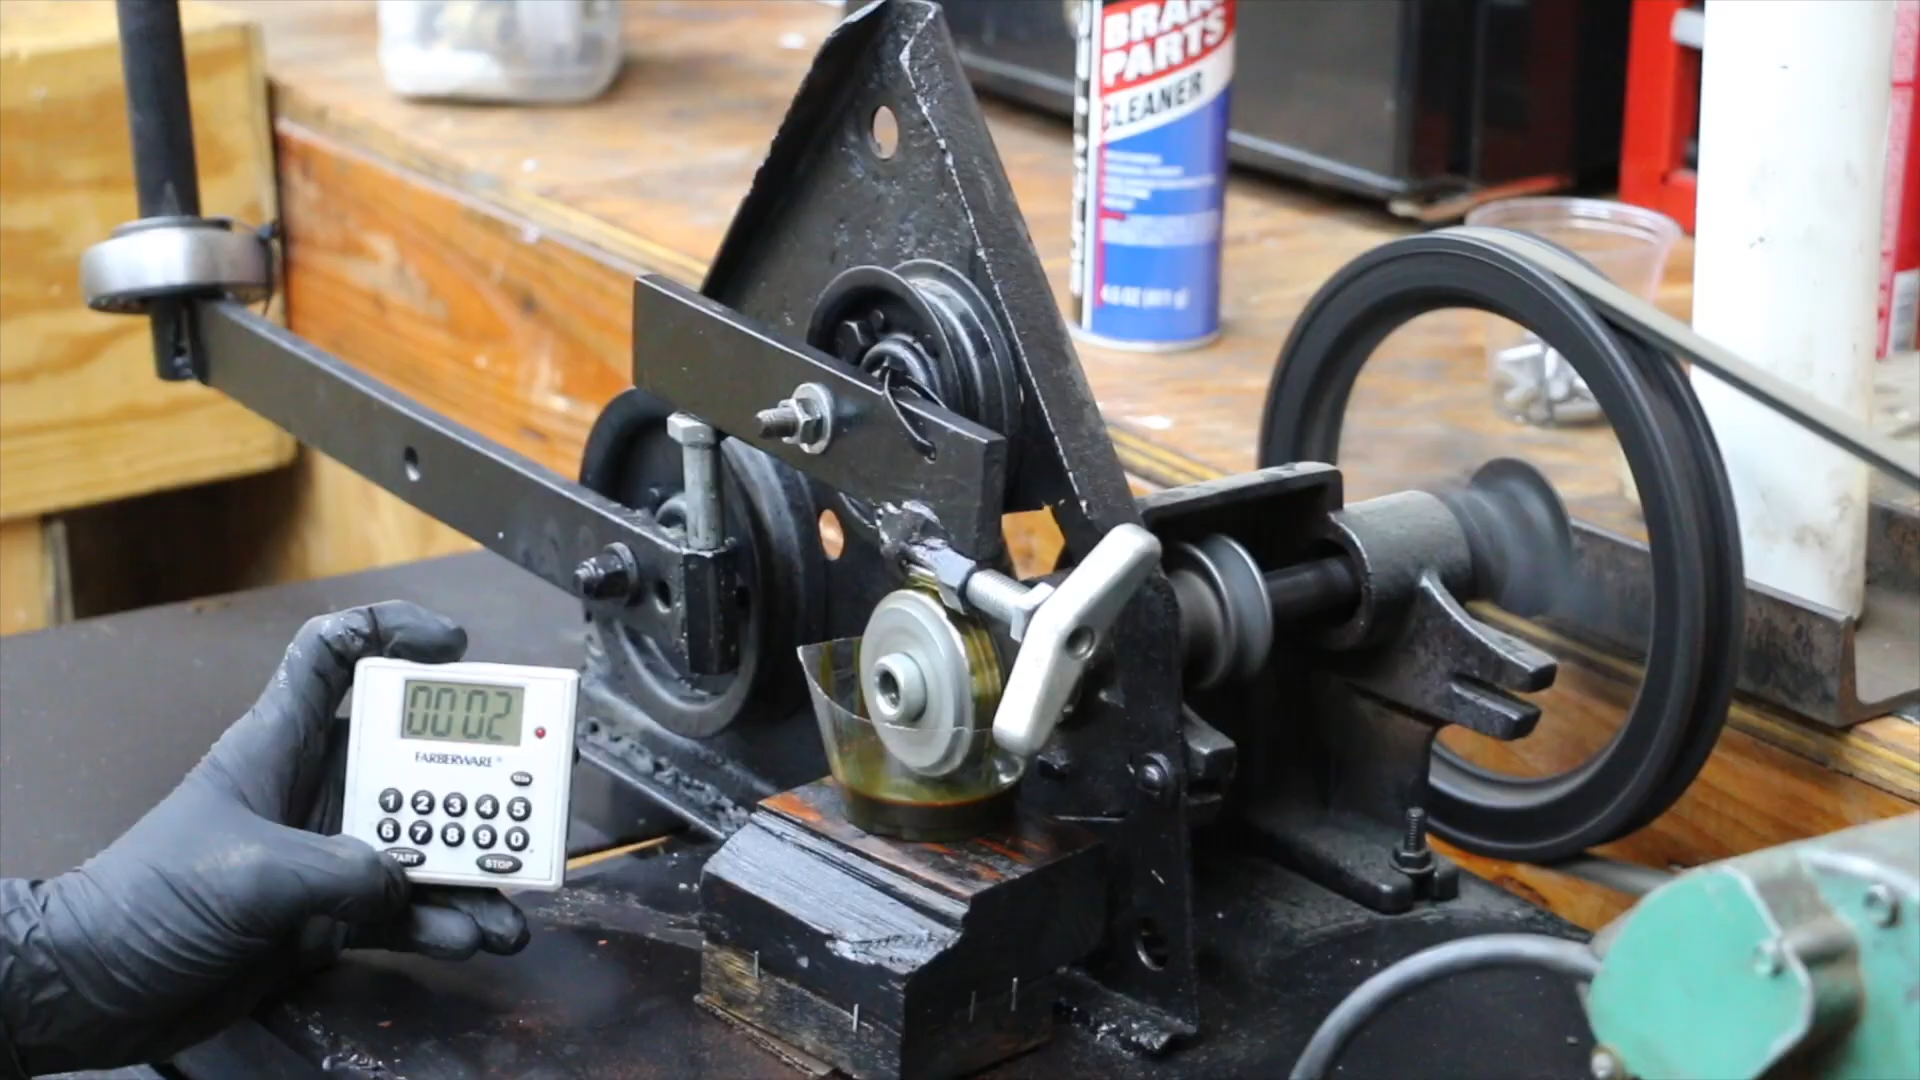 BRAKE
PARTS
CLEANER
00:02
FARBERWARE
1 2 3 4 5
6 7 8 9 0
START STOP